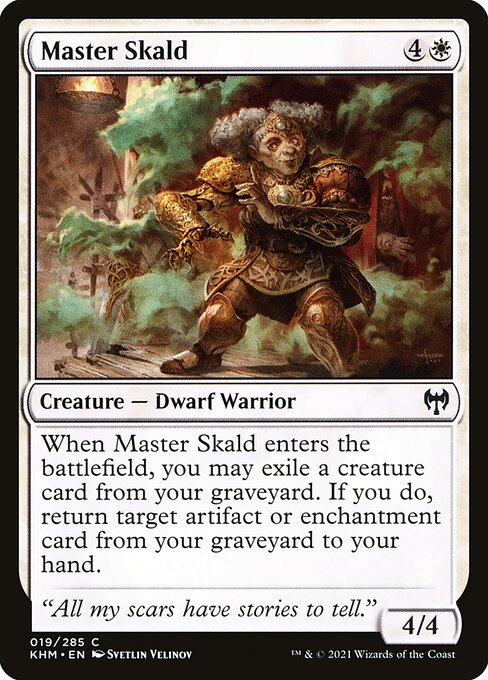 Master Skald 4
Creature — Dwarf Warrior
When Master Skald enters the
battlefield, you may exile a creature
card from your graveyard. If you do,
return target artifact or enchantment
card from your graveyard to your
hand.
"All my scars have stories to tell."
4/4
019/285 C
KHM • EN Svetlin Velinov
™ & © 2021 Wizards of the Coast